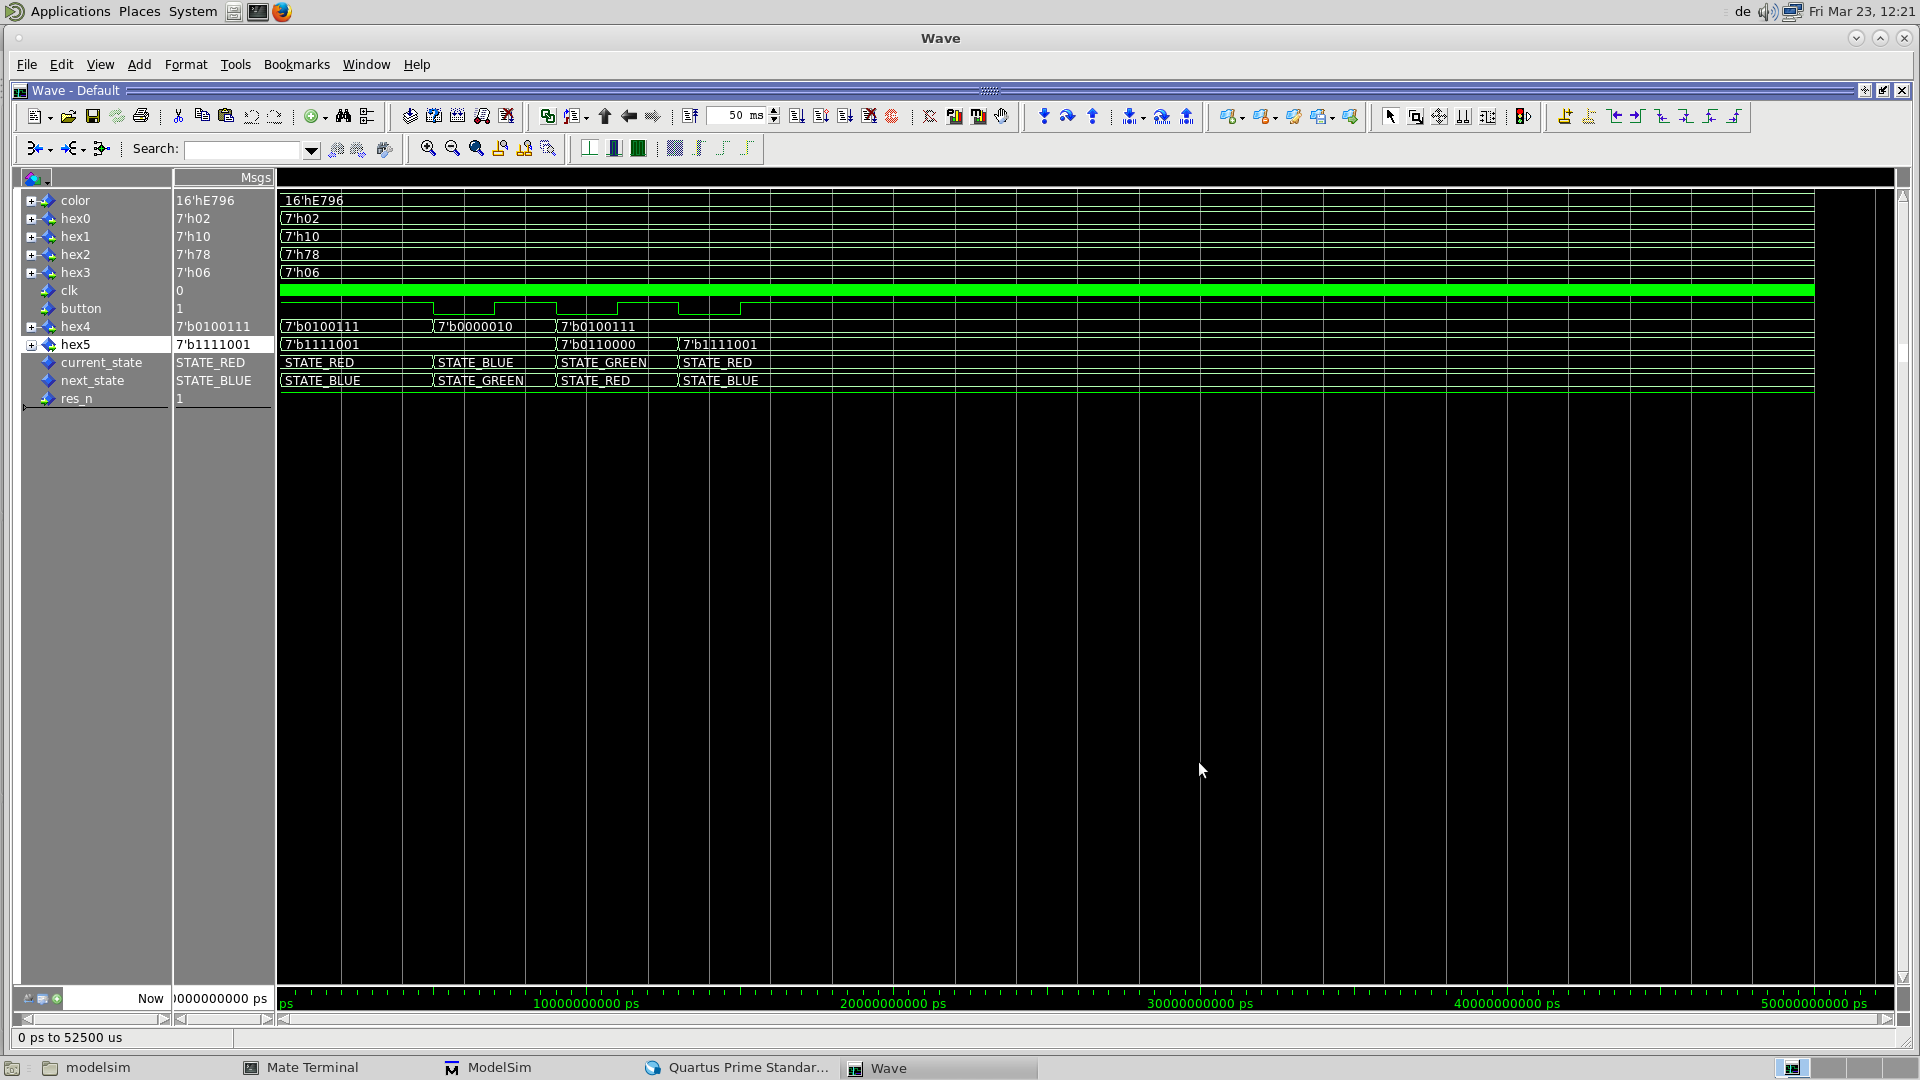 Applications Places System de Fri Mar 23, 12:21
Wave
File Edit View Add Format Tools Bookmarks Window Help
Wave - Default
50 ms
Search:
Msgs
color 16'hE796 16'hE796
hex0 7'h02 7'h02
hex1 7'h10 7'h10
hex2 7'h78 7'h78
hex3 7'h06 7'h06
clk 0
button 1
hex4 7'b0100111 7'b0100111 7'b0000010 7'b0100111
hex5 7'b1111001 7'b1111001 7'b0110000 7'b1111001
current_state STATE_RED STATE_RED STATE_BLUE STATE_GREEN STATE_RED
next_state STATE_BLUE STATE_BLUE STATE_GREEN STATE_RED STATE_BLUE
res_n 1
Now 0000000000 ps ps 10000000000 ps 20000000000 ps 30000000000 ps 40000000000 ps 50000000000 ps
0 ps to 52500 us
modelsim Mate Terminal ModelSim Quartus Prime Standar... Wave